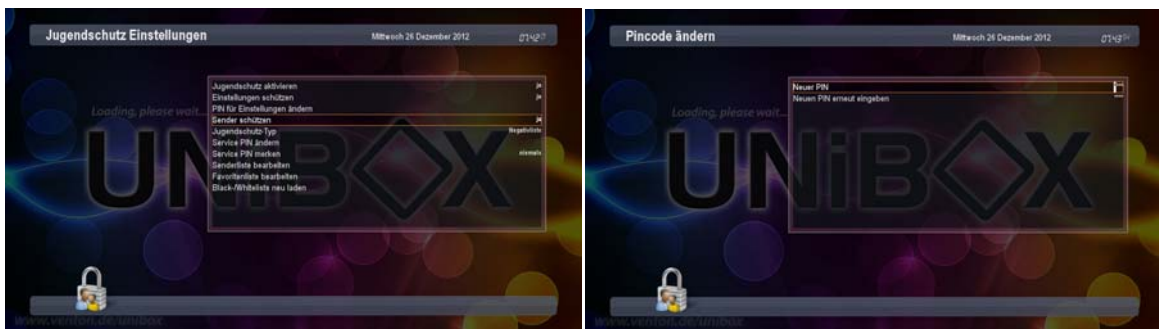 Jugendschutz Einstellungen
Mittwoch 26 Dezember 2012
Loading, please wait...
UNiBOX
Jugendschutz aktivieren ja
Einstellungen schützen ja
PIN für Einstellungen ändern
Sender schützen ja
Jugendschutz-Typ Negativliste
Service PIN ändern
Service PIN merken niemals
Senderliste bearbeiten
Favoritenliste bearbeiten
Black-/Whitelists neu laden
www.venton.de/unibox
Pincode ändern
Mittwoch 26 Dezember 2012
Loading, please wait...
UNiBOX
Neuer PIN
Neuen PIN erneut eingeben
www.venton.de/unibox